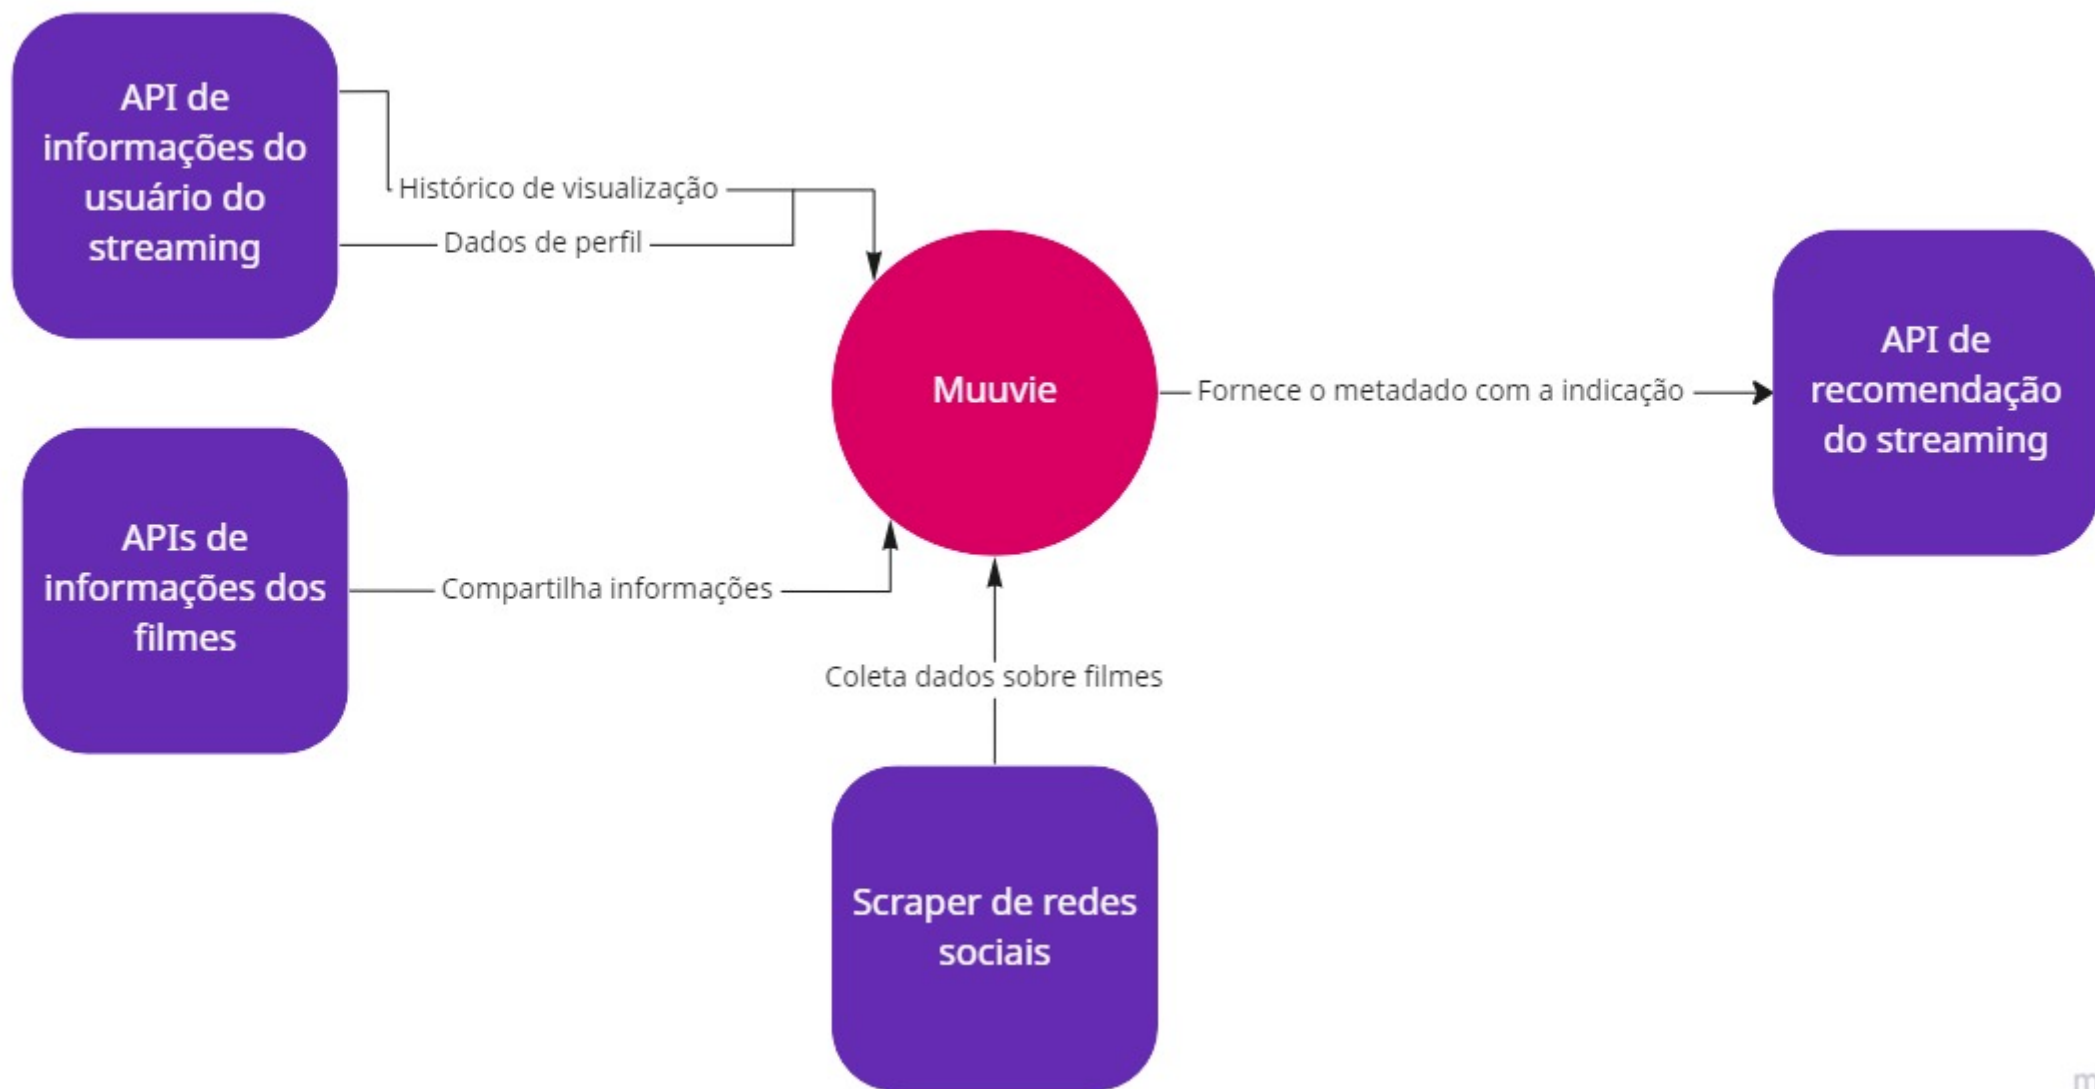 API de
informações do
usuário do
streaming
Histórico de visualização
Dados de perfil
Muuvie
Fornece o metadado com a indicação
API de
recomendação
do streaming
APIs de
informações dos
filmes
Compartilha informações
Coleta dados sobre filmes
Scraper de redes
sociais